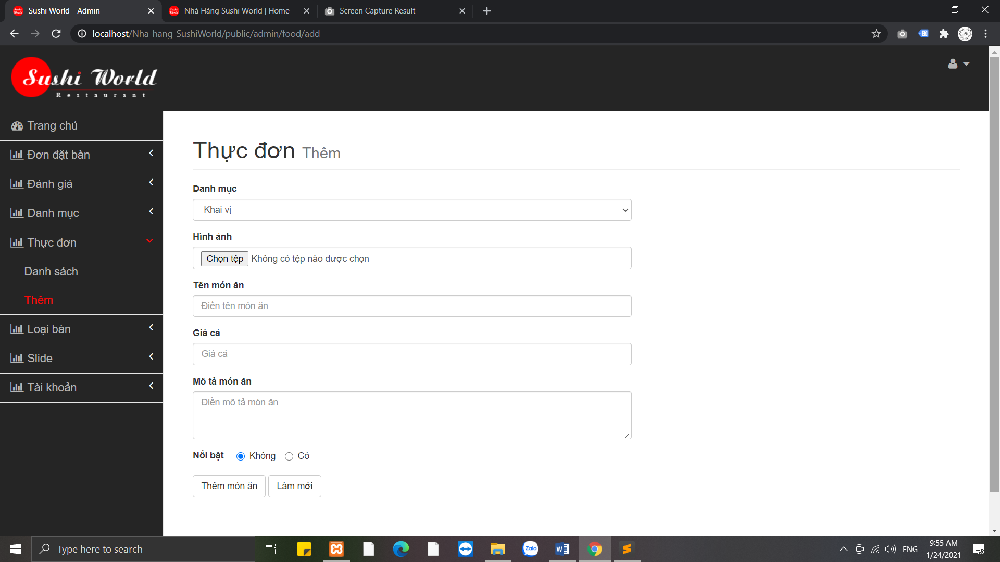 Sushi World - Admin
Nhà Hàng Sushi World | Home
Screen Capture Result
localhost/Nha-hang-SushiWorld/public/admin/food/add
Sushi World
Restaurant
Trang chủ
Đơn đặt bàn
Đánh giá
Danh mục
Thực đơn
Danh sách
Thêm
Loại bàn
Slide
Tài khoản
Thực đơn Thêm
Danh mục
Khai vị
Hình ảnh
Chọn tệp Không có tệp nào được chọn
Tên món ăn
Điền tên món ăn
Giá cả
Giá cả
Mô tả món ăn
Điền mô tả món ăn
Nối bật Không Có
Thêm món ăn Làm mới
Type here to search
Zalo
ENG
9:55 AM
1/24/2021